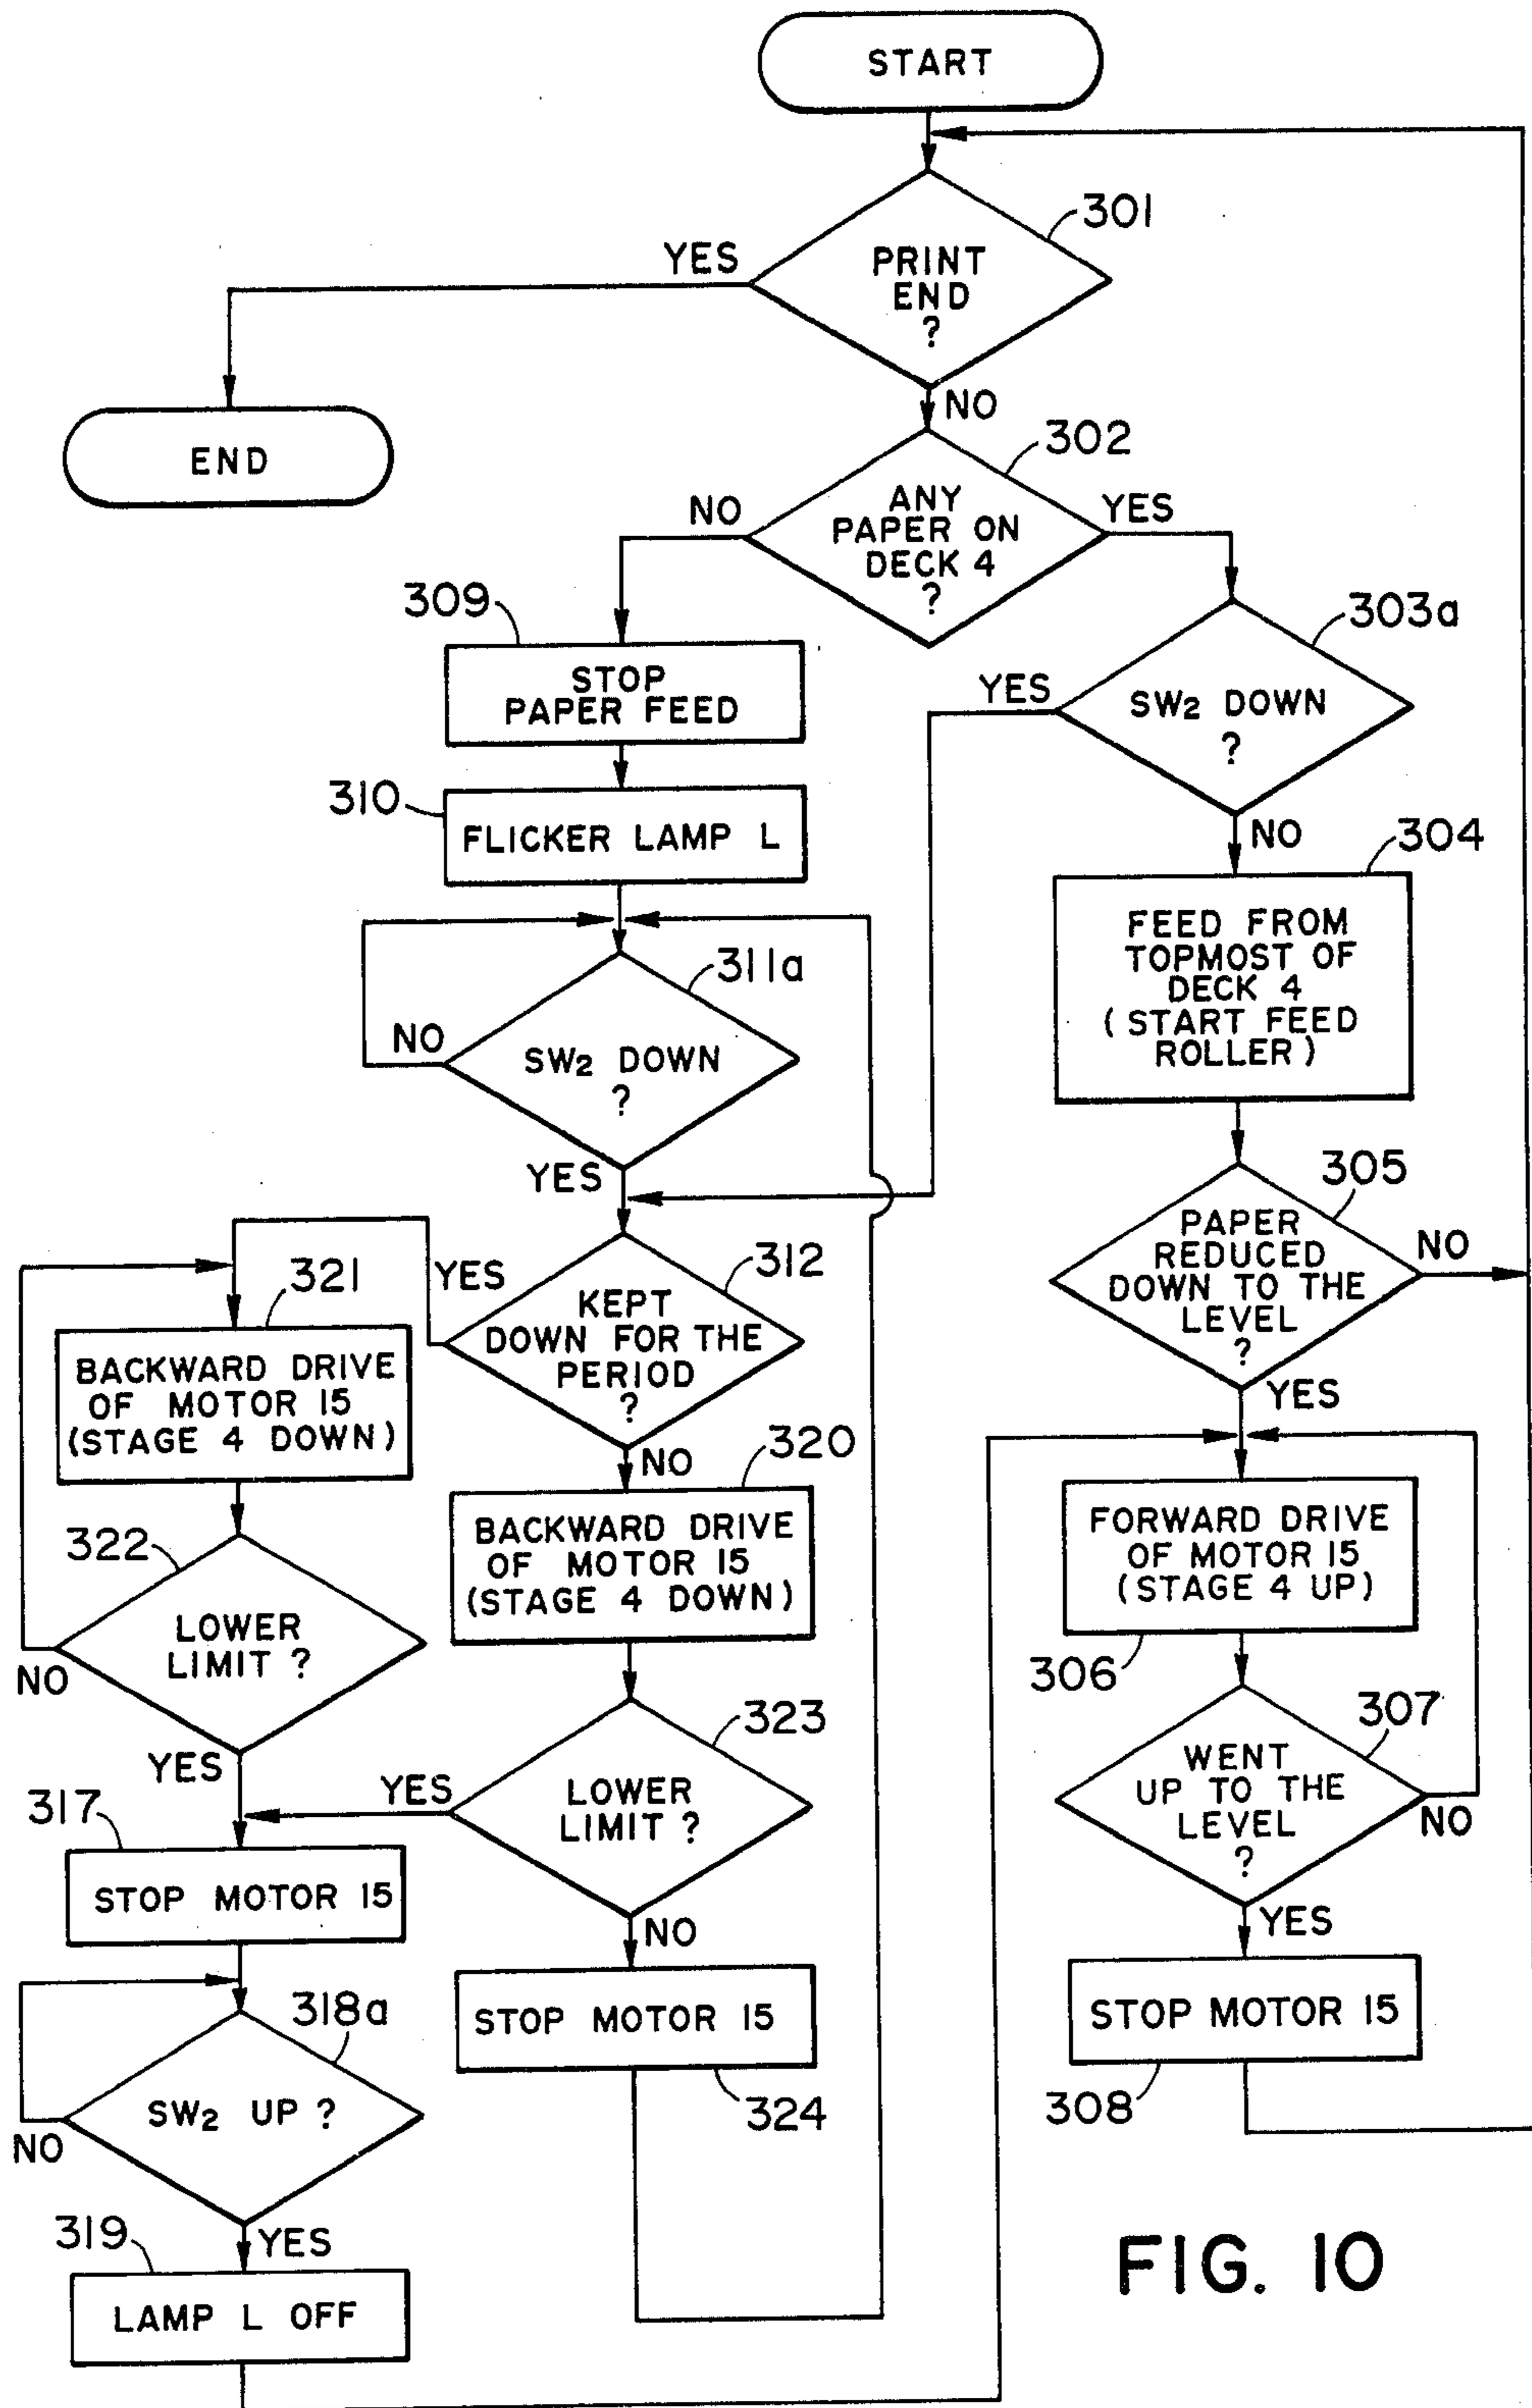 START
301
YES
PRINT
END
?
NO
END
302
NO
ANY
PAPER ON
DECK 4
?
YES
309
303a
STOP
PAPER FEED
YES
SW2 DOWN
?
310
NO
304
FLICKER LAMP L
FEED FROM
TOPMOST OF
DECK 4
( START FEED
ROLLER )
311a
NO
SW2 DOWN
?
YES
305
PAPER
REDUCED
DOWN TO THE
LEVEL
?
NO
YES
321
YES
312
KEPT
DOWN FOR THE
PERIOD
?
BACKWARD DRIVE
OF MOTOR 15
(STAGE 4 DOWN)
NO
320
322
BACKWARD DRIVE
OF MOTOR 15
(STAGE 4 DOWN)
FORWARD DRIVE
OF MOTOR 15
(STAGE 4 UP)
LOWER
LIMIT ?
NO
306
323
307
YES
YES
LOWER
LIMIT ?
WENT
UP TO THE
LEVEL
?
NO
317
STOP MOTOR 15
NO
YES
318a
STOP MOTOR 15
STOP MOTOR 15
SW2 UP ?
NO
324
308
319
YES
LAMP L OFF
FIG. 10